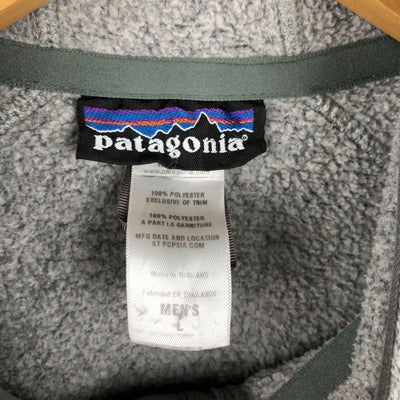 patagonia®
www.patagonia.com
100% POLYESTER
EXCLUSIVE OF TRIM
100% POLYESTER
A PART LA GARNITURE
MFG DATE AND LOCATION
AT PCPSIA.COM
Made in THAILAND
Fabriqué EN THAÏLANDE
MEN'S
L